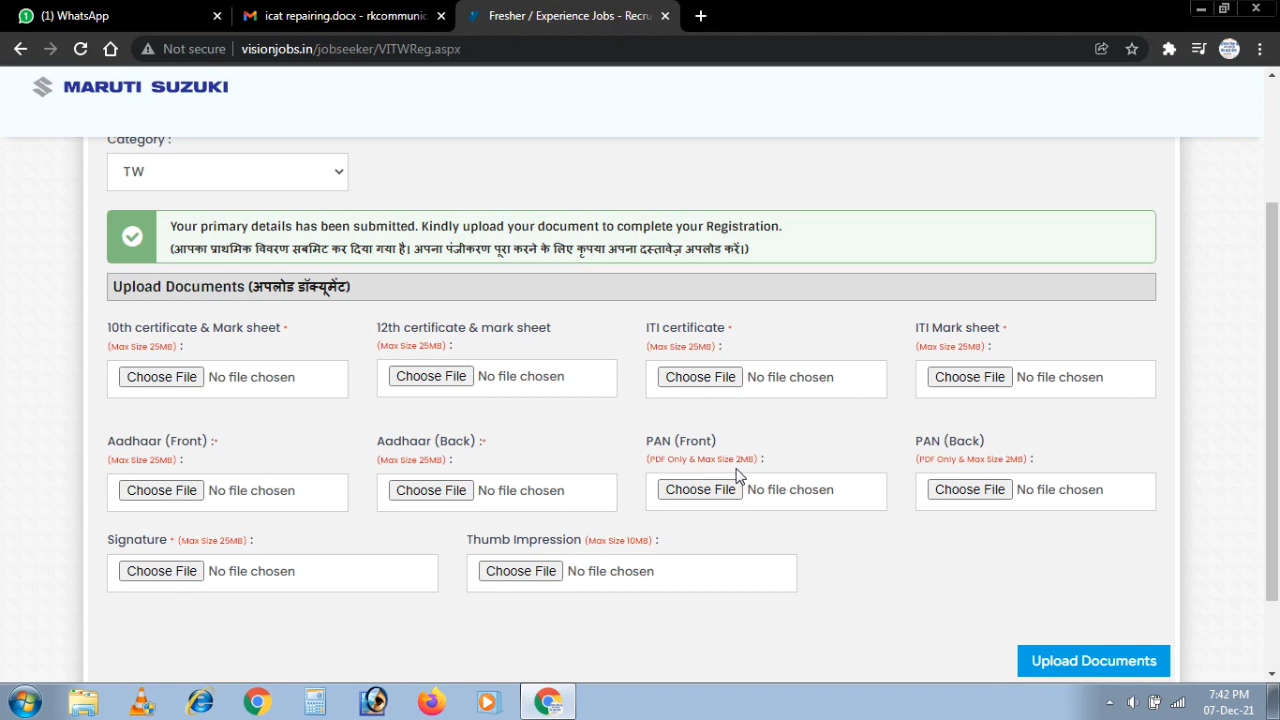 (1) WhatsApp
icat repairing.docx - rkcommunic
Fresher / Experience Jobs - Recru
Not secure
visionjobs.in/jobseeker/VITWReg.aspx
MARUTI SUZUKI
Category :
TW
Your primary details has been submitted. Kindly upload your document to complete your Registration.
(आपका प्राथमिक विवरण सबमिट कर दिया गया है। अपना पंजीकरण पूरा करने के लिए कृपया अपना दस्तावेज़ अपलोड करें।)
Upload Documents (अपलोड डॉक्यूमेंट)
10th certificate & Mark sheet *
12th certificate & mark sheet
ITI certificate *
ITI Mark sheet *
(Max Size 25MB) :
(Max Size 25MB) :
(Max Size 25MB) :
(Max Size 25MB) :
Choose File No file chosen
Choose File No file chosen
Choose File No file chosen
Choose File No file chosen
Aadhaar (Front) :*
Aadhaar (Back) :*
PAN (Front)
PAN (Back)
(Max Size 25MB) :
(Max Size 25MB) :
(PDF Only & Max Size 2MB) :
(PDF Only & Max Size 2MB) :
Choose File No file chosen
Choose File No file chosen
Choose File No file chosen
Choose File No file chosen
Signature * (Max Size 25MB) :
Thumb Impression (Max Size 10MB) :
Choose File No file chosen
Choose File No file chosen
Upload Documents
7:42 PM
07-Dec-21